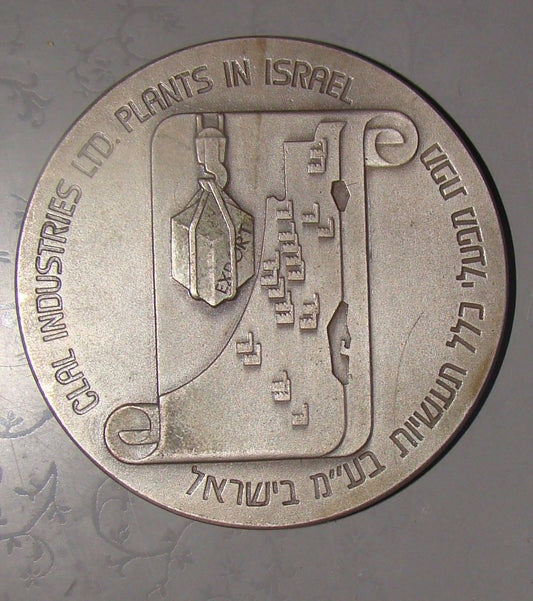 CLAL INDUSTRIES LTD. PLANTS IN ISRAEL
מפעלי כלל תעשיות בע"מ בישראל
EXPORT